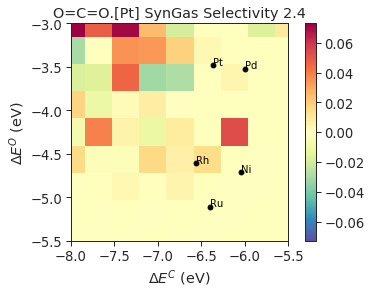 O=C=O.[Pt] SynGas Selectivity 2.4
−3.0
−3.5
−4.0
−4.5
−5.0
−5.5
ΔE^O (eV)
Pt
Pd
Rh
Ni
Ru
−8.0 −7.5 −7.0 −6.5 −6.0 −5.5
ΔE^C (eV)
0.06
0.04
0.02
0.00
−0.02
−0.04
−0.06